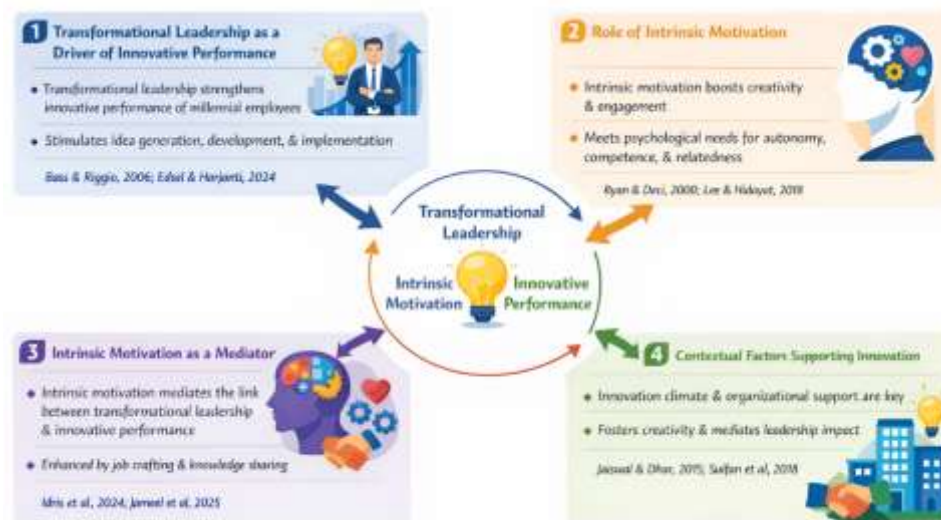 1 Transformational Leadership as a
Driver of Innovative Performance
• Transformational leadership strengthens
innovative performance of millennial employees
• Stimulates idea generation, development, & implementation
Bass & Riggio, 2006; Edsel & Harjanti, 2024
2 Role of Intrinsic Motivation
• Intrinsic motivation boosts creativity
& engagement
• Meets psychological needs for autonomy,
competence, & relatedness
Ryan & Deci, 2000; Lee & Hidayat, 2018
Transformational
Leadership
Intrinsic
Motivation
Innovative
Performance
3 Intrinsic Motivation as a Mediator
• Intrinsic motivation mediates the link
between transformational leadership
& innovative performance
• Enhanced by job crafting & knowledge sharing
Idris et al, 2024, Jameel et al, 2025
4 Contextual Factors Supporting Innovation
• Innovation climate & organizational support are key
• Fosters creativity & mediates leadership impact
Jaiswal & Dhar, 2015, Suifan et al, 2018